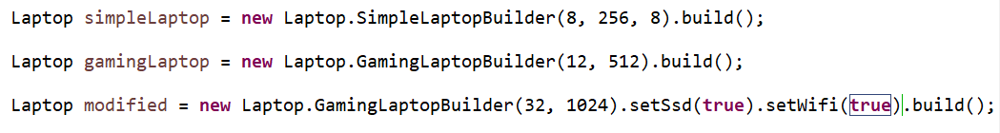 Laptop simpleLaptop = new Laptop.SimpleLaptopBuilder(8, 256, 8).build();
Laptop gamingLaptop = new Laptop.GamingLaptopBuilder(12, 512).build();
Laptop modified = new Laptop.GamingLaptopBuilder(32, 1024).setSsd(true).setWifi(true).build();